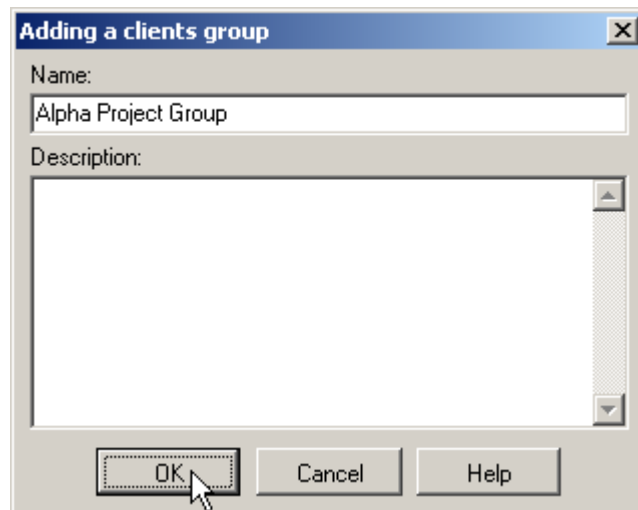 Adding a clients group
Name:
Alpha Project Group
Description:
OK Cancel Help